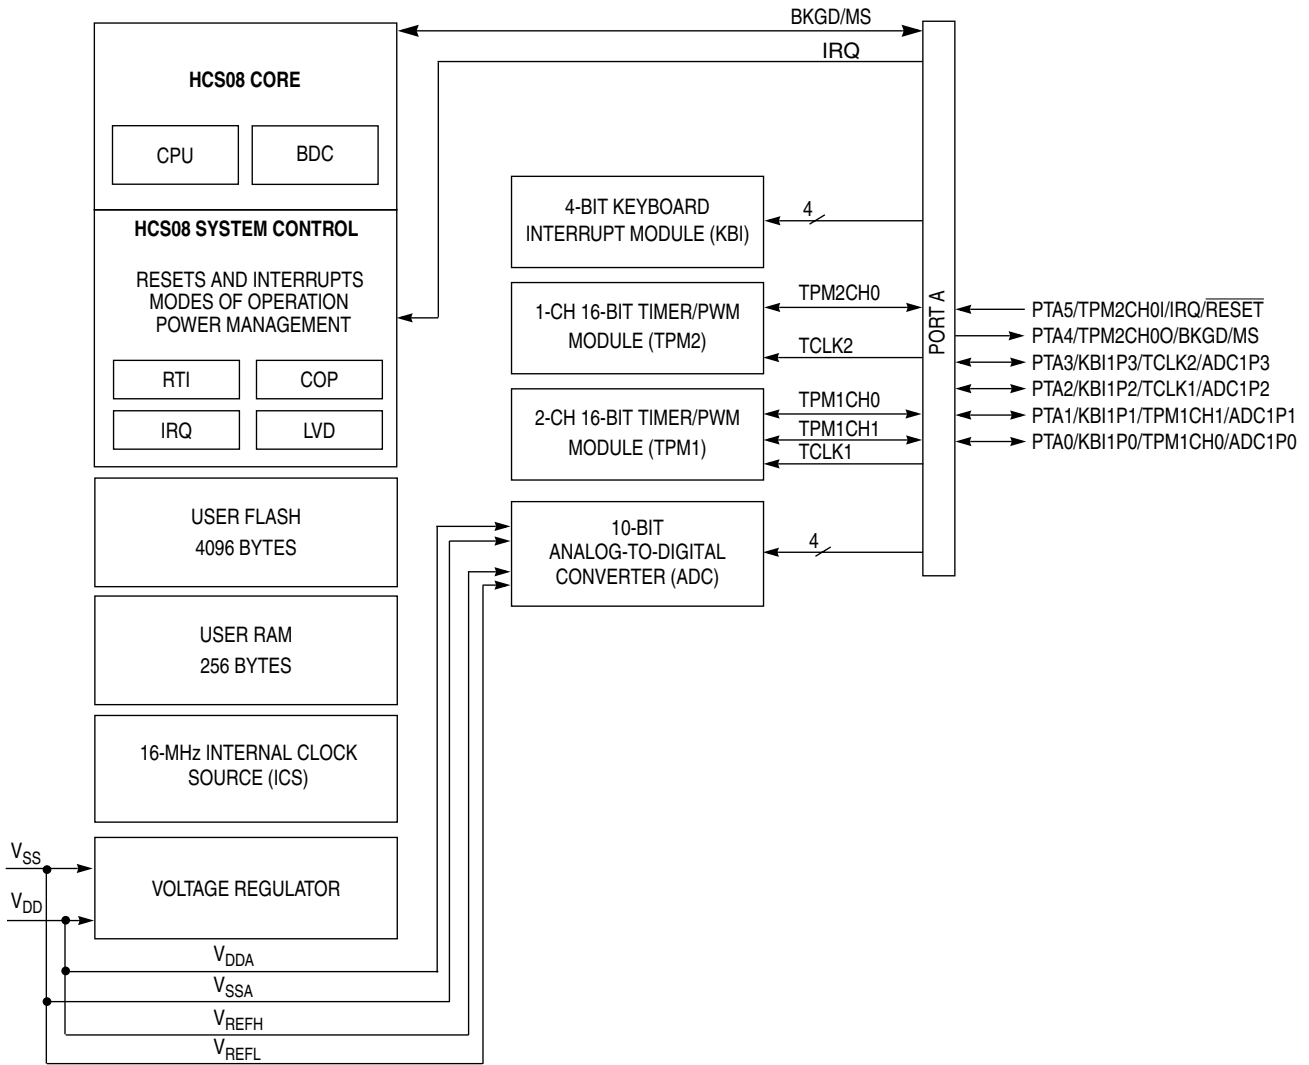 BKGD/MS
IRQ
HCS08 CORE
CPU
BDC
HCS08 SYSTEM CONTROL
RESETS AND INTERRUPTS
MODES OF OPERATION
POWER MANAGEMENT
RTI
COP
IRQ
LVD
USER FLASH
4096 BYTES
USER RAM
256 BYTES
16-MHz INTERNAL CLOCK
SOURCE (ICS)
VOLTAGE REGULATOR
VSS
VDD
VDDA
VSSA
VREFH
VREFL
4-BIT KEYBOARD
INTERRUPT MODULE (KBI)
4
1-CH 16-BIT TIMER/PWM
MODULE (TPM2)
TPM2CH0
TCLK2
2-CH 16-BIT TIMER/PWM
MODULE (TPM1)
TPM1CH0
TPM1CH1
TCLK1
10-BIT
ANALOG-TO-DIGITAL
CONVERTER (ADC)
4
PORT A
PTA5/TPM2CH0I/IRQ/RESET
PTA4/TPM2CH0O/BKGD/MS
PTA3/KBI1P3/TCLK2/ADC1P3
PTA2/KBI1P2/TCLK1/ADC1P2
PTA1/KBI1P1/TPM1CH1/ADC1P1
PTA0/KBI1P0/TPM1CH0/ADC1P0